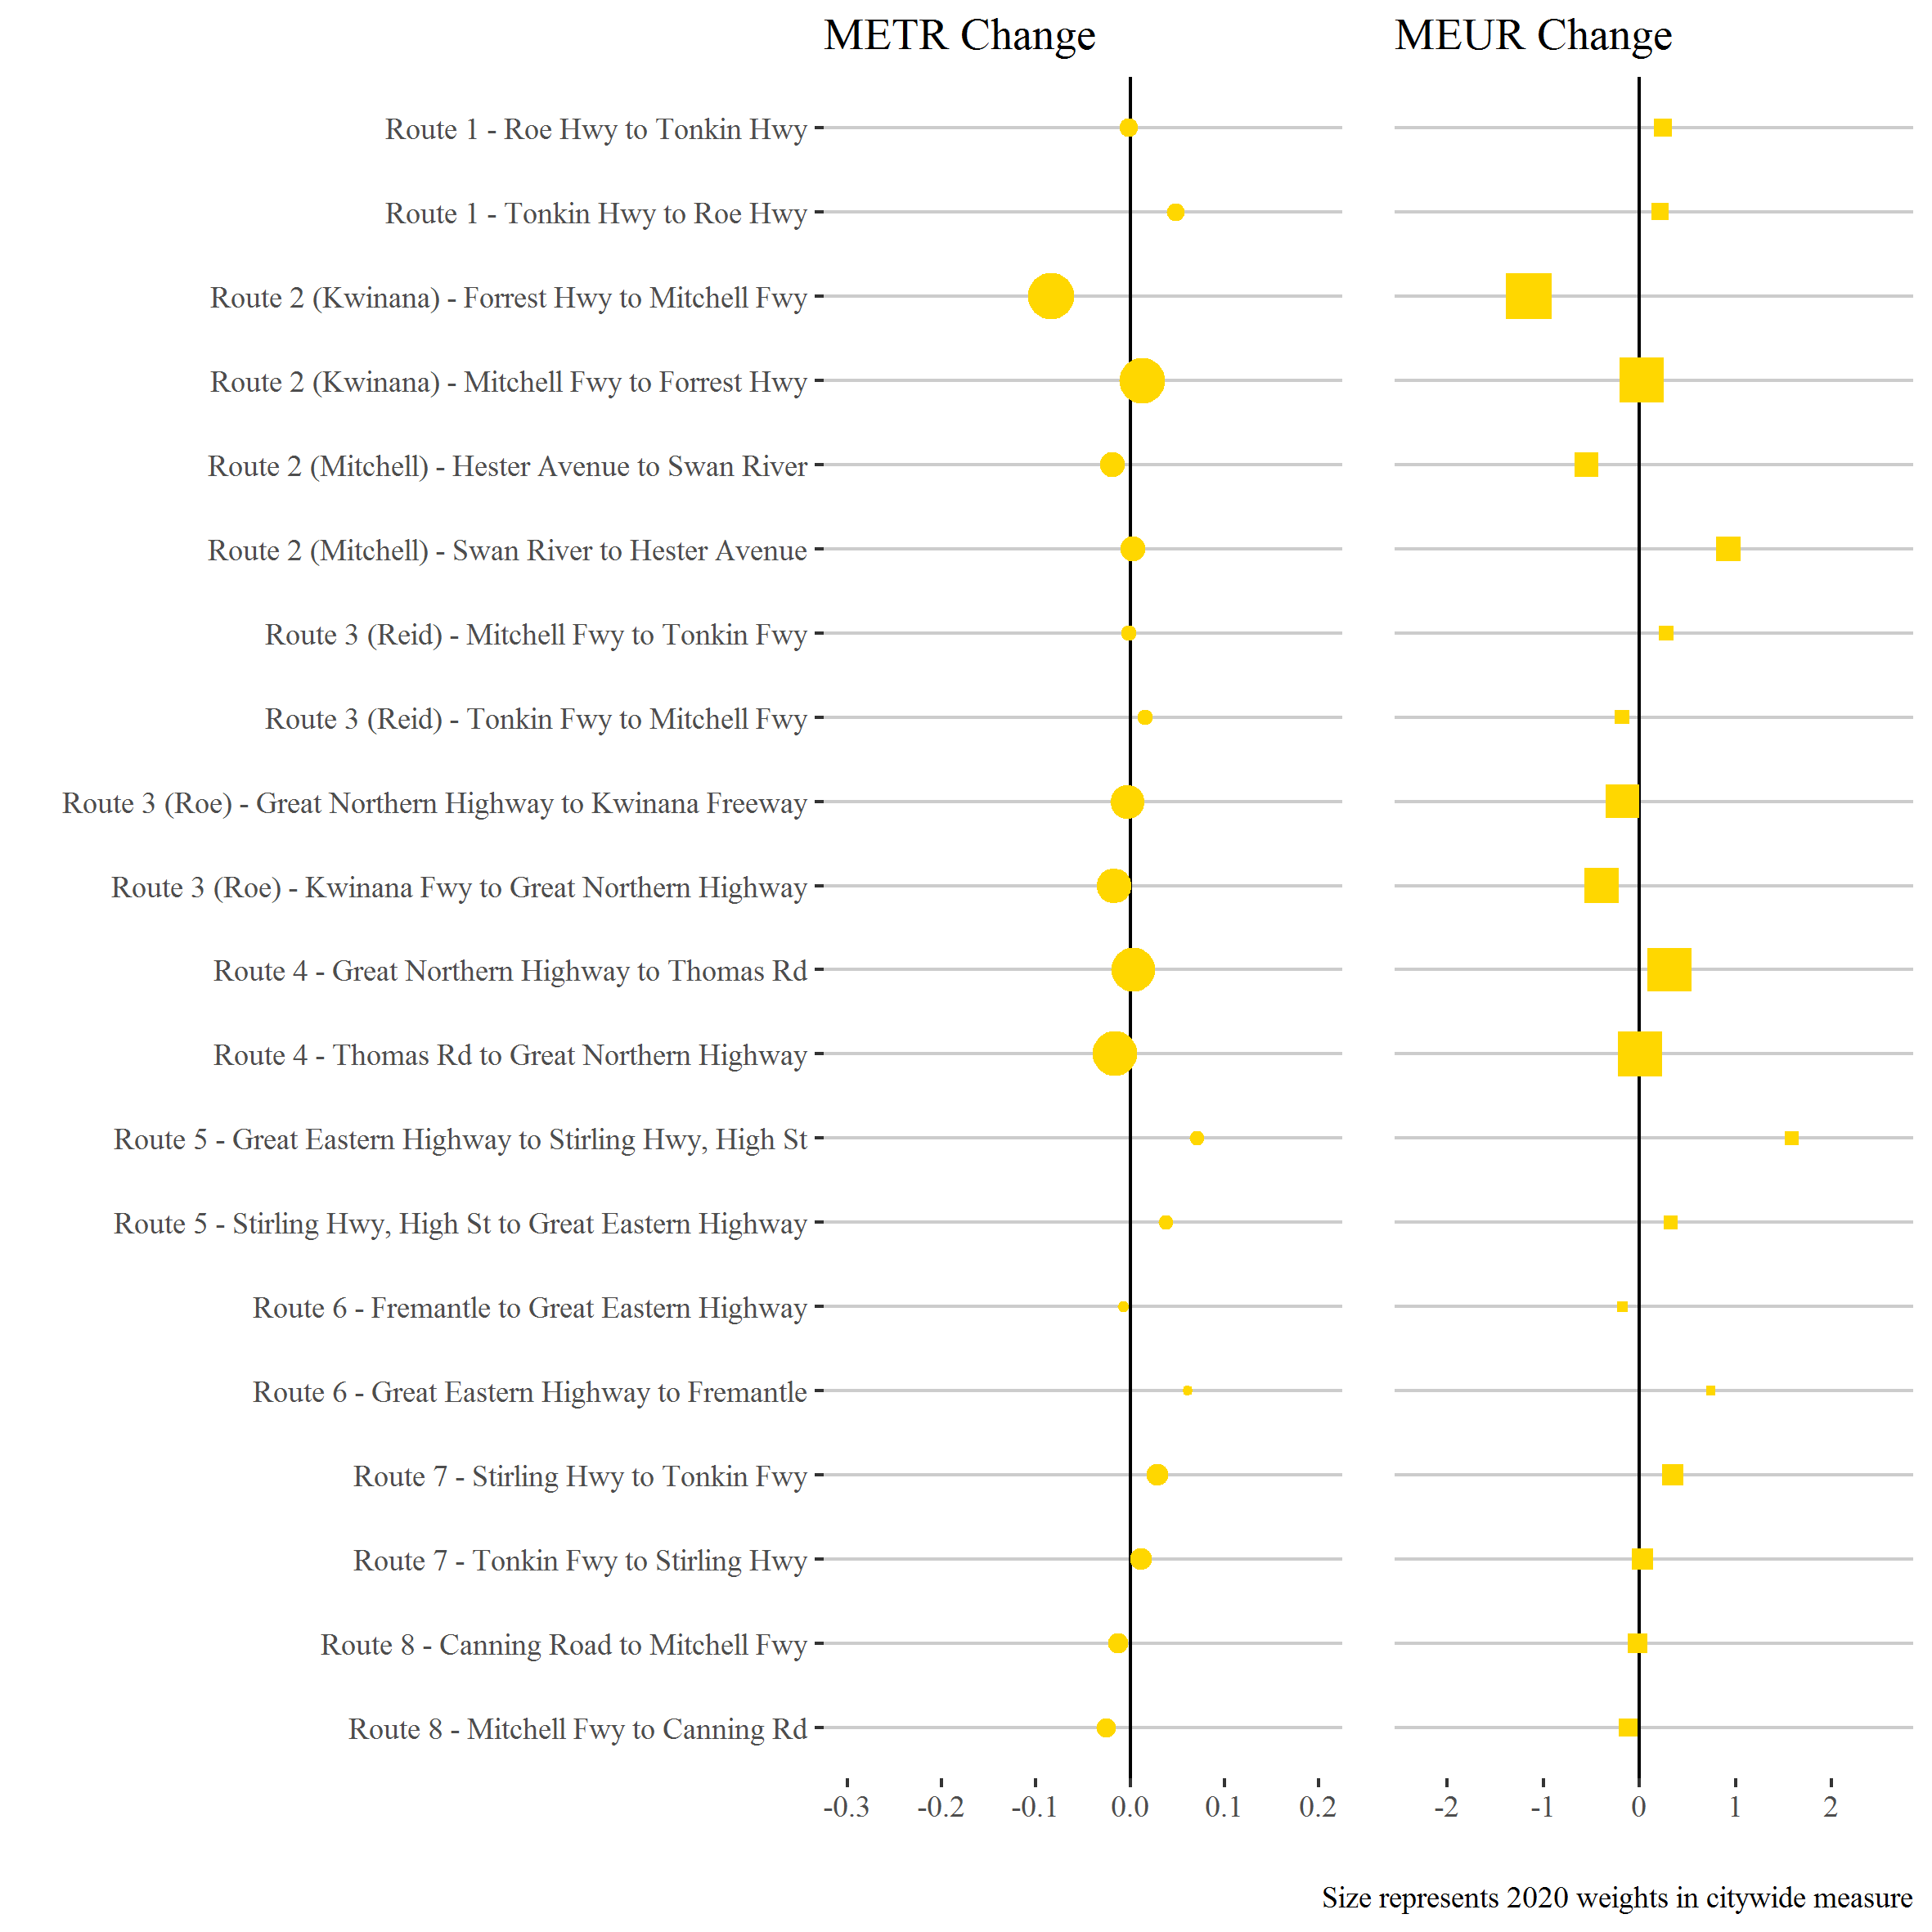 METR Change
MEUR Change
Route 1 - Roe Hwy to Tonkin Hwy
Route 1 - Tonkin Hwy to Roe Hwy
Route 2 (Kwinana) - Forrest Hwy to Mitchell Fwy
Route 2 (Kwinana) - Mitchell Fwy to Forrest Hwy
Route 2 (Mitchell) - Hester Avenue to Swan River
Route 2 (Mitchell) - Swan River to Hester Avenue
Route 3 (Reid) - Mitchell Fwy to Tonkin Fwy
Route 3 (Reid) - Tonkin Fwy to Mitchell Fwy
Route 3 (Roe) - Great Northern Highway to Kwinana Freeway
Route 3 (Roe) - Kwinana Fwy to Great Northern Highway
Route 4 - Great Northern Highway to Thomas Rd
Route 4 - Thomas Rd to Great Northern Highway
Route 5 - Great Eastern Highway to Stirling Hwy, High St
Route 5 - Stirling Hwy, High St to Great Eastern Highway
Route 6 - Fremantle to Great Eastern Highway
Route 6 - Great Eastern Highway to Fremantle
Route 7 - Stirling Hwy to Tonkin Fwy
Route 7 - Tonkin Fwy to Stirling Hwy
Route 8 - Canning Road to Mitchell Fwy
Route 8 - Mitchell Fwy to Canning Rd
-0.3 -0.2 -0.1 0.0 0.1 0.2
-2 -1 0 1 2
Size represents 2020 weights in citywide measure